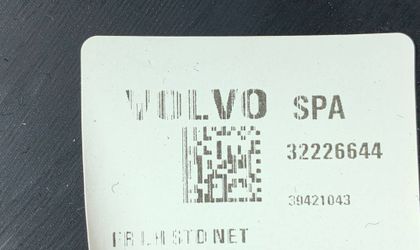 VOLVO SPA
32226644
39421043
FR LH STD NET